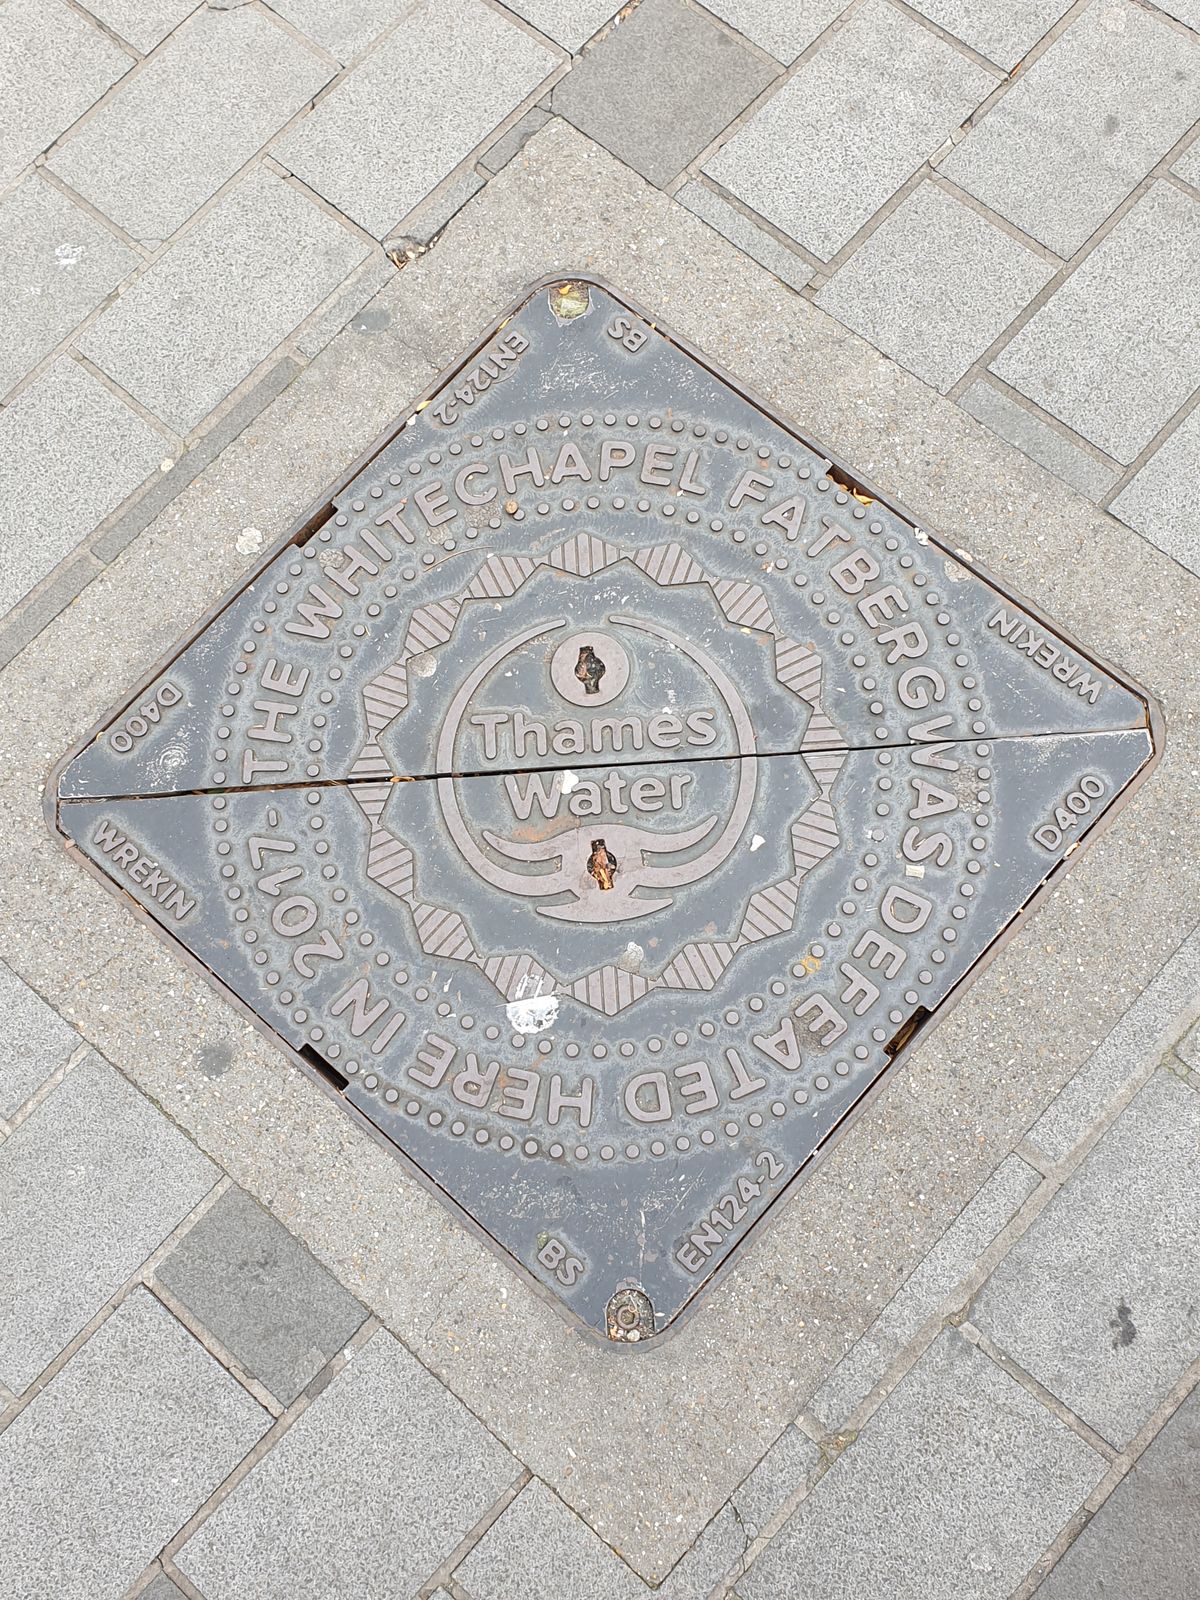 BS
EN124-2
THE WHITECHAPEL FATBERG WAS DEFEATED HERE IN 2017-
WREKIN
D400
Thames
Water
WREKIN
D400
EN124-2
BS